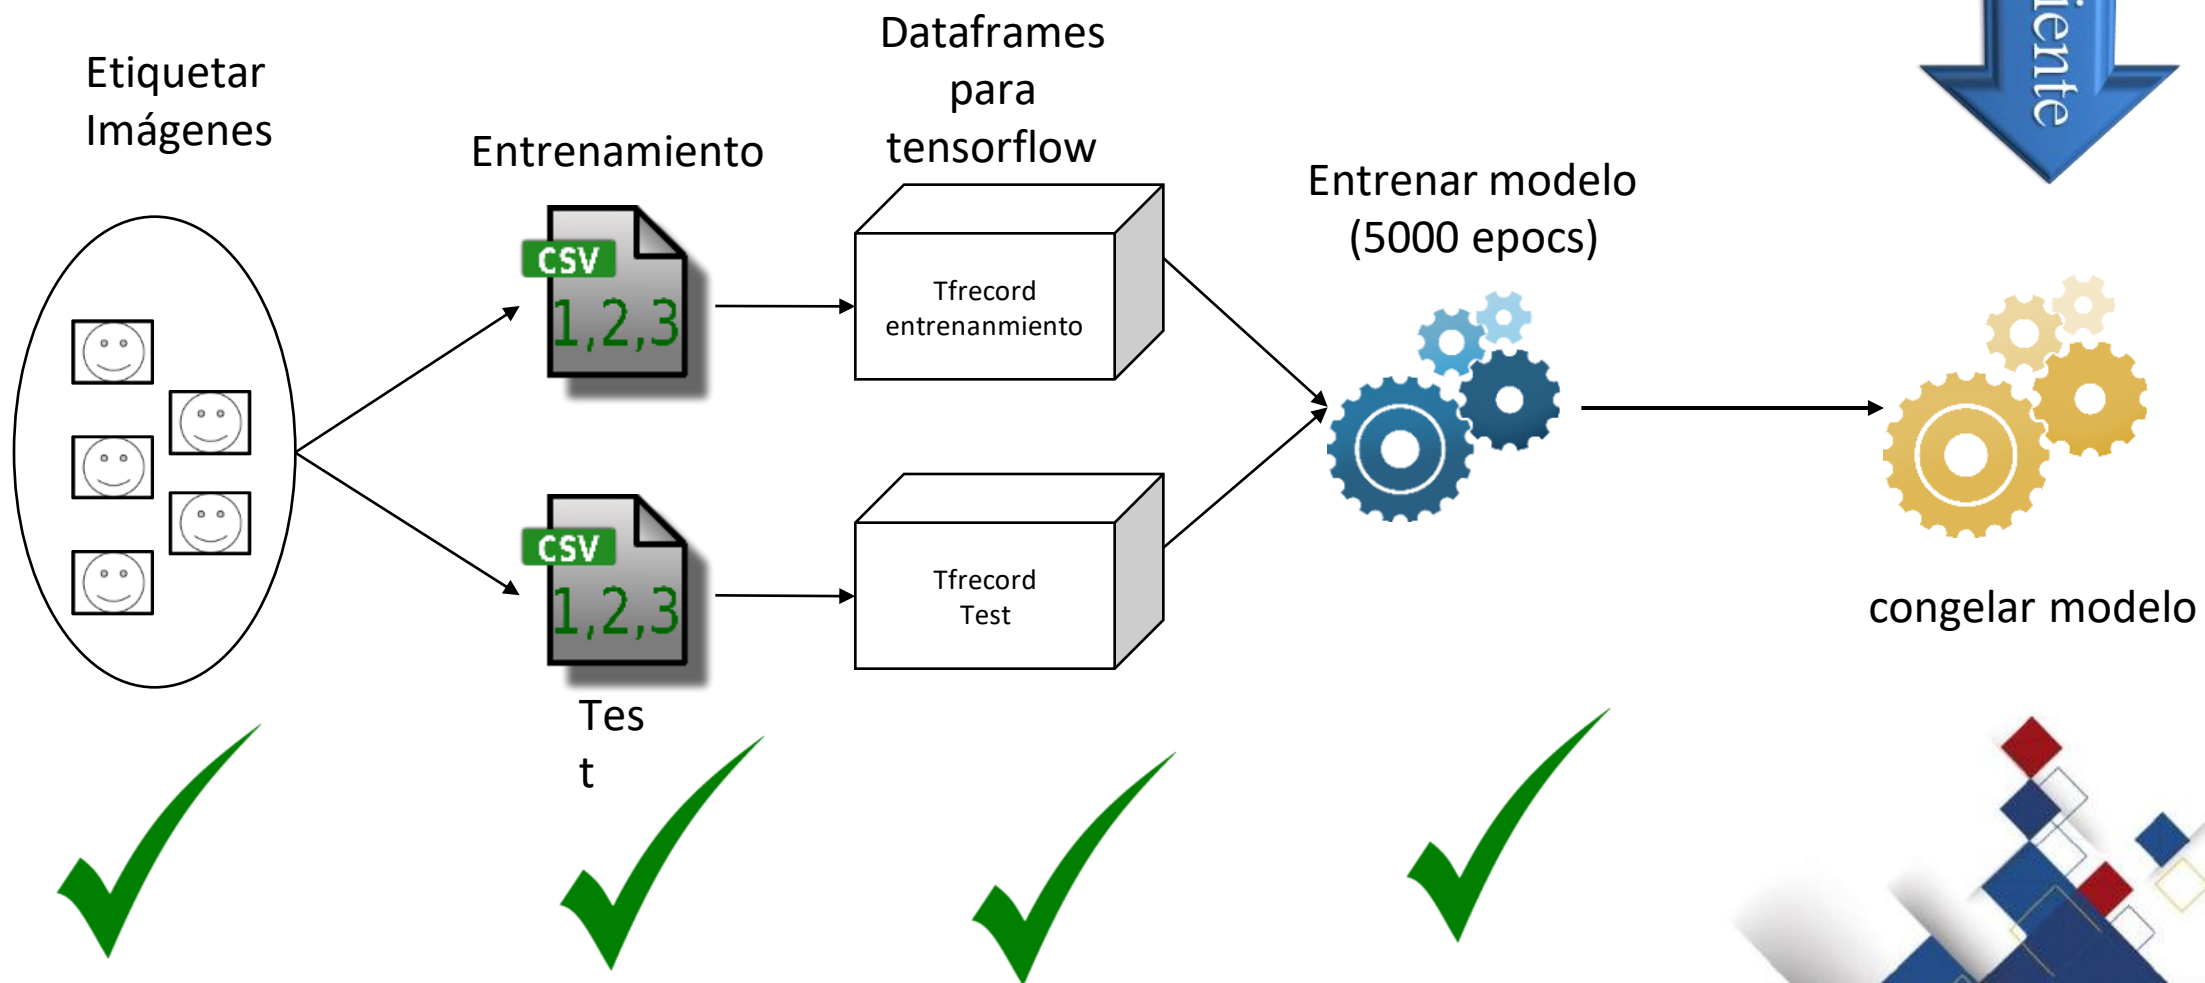 Etiquetar
Imágenes
Entrenamiento
Dataframes
para
tensorflow
Entrenar modelo
(5000 epocs)
CSV
1,2,3
Tfrecord
entrenanmiento
CSV
1,2,3
Tes
t
Tfrecord
Test
congelar modelo